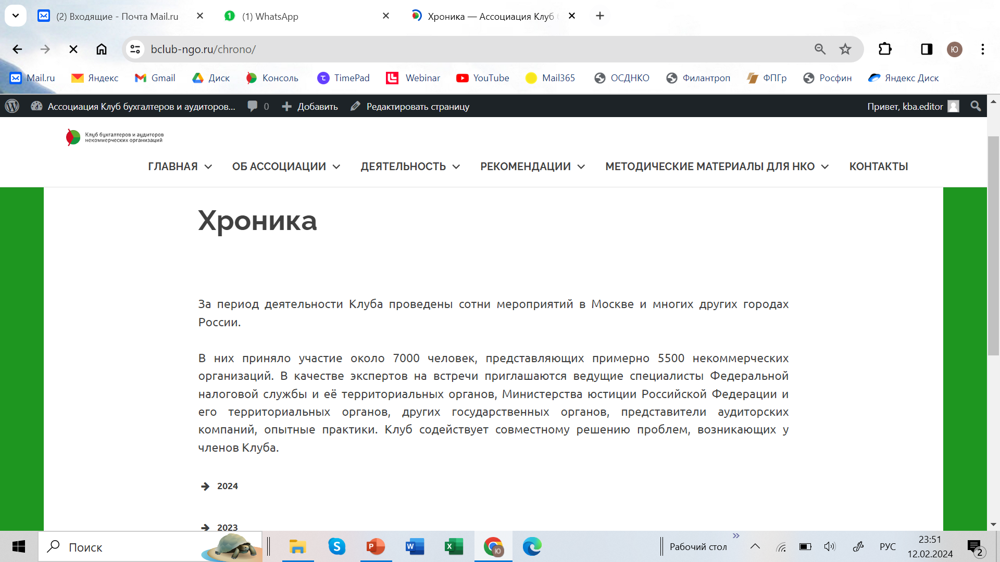 (2) Входящие - Почта Mail.ru
(1) WhatsApp
Хроника — Ассоциация Клуб
bclub-ngo.ru/chrono/
Ю
Mail.ru
Яндекс
Gmail
Диск
Консоль
TimePad
Webinar
YouTube
Mail365
ОСДНКО
Филантроп
ФПГр
Росфин
Яндекс Диск
Ассоциация Клуб бухгалтеров и аудиторов...
0
Добавить
Редактировать страницу
Привет, kba.editor
Клуб бухгалтеров и аудиторов
некоммерческих организаций
ГЛАВНАЯ
ОБ АССОЦИАЦИИ
ДЕЯТЕЛЬНОСТЬ
РЕКОМЕНДАЦИИ
МЕТОДИЧЕСКИЕ МАТЕРИАЛЫ ДЛЯ НКО
КОНТАКТЫ
Хроника
За период деятельности Клуба проведены сотни мероприятий в Москве и многих других городах
России.
В них приняло участие около 7000 человек, представляющих примерно 5500 некоммерческих
организаций. В качестве экспертов на встречи приглашаются ведущие специалисты Федеральной
налоговой службы и её территориальных органов, Министерства юстиции Российской Федерации и
его территориальных органов, других государственных органов, представители аудиторских
компаний, опытные практики. Клуб содействует совместному решению проблем, возникающих у
членов Клуба.
2024
2023
Поиск
Рабочий стол
РУС
23:51
12.02.2024
2